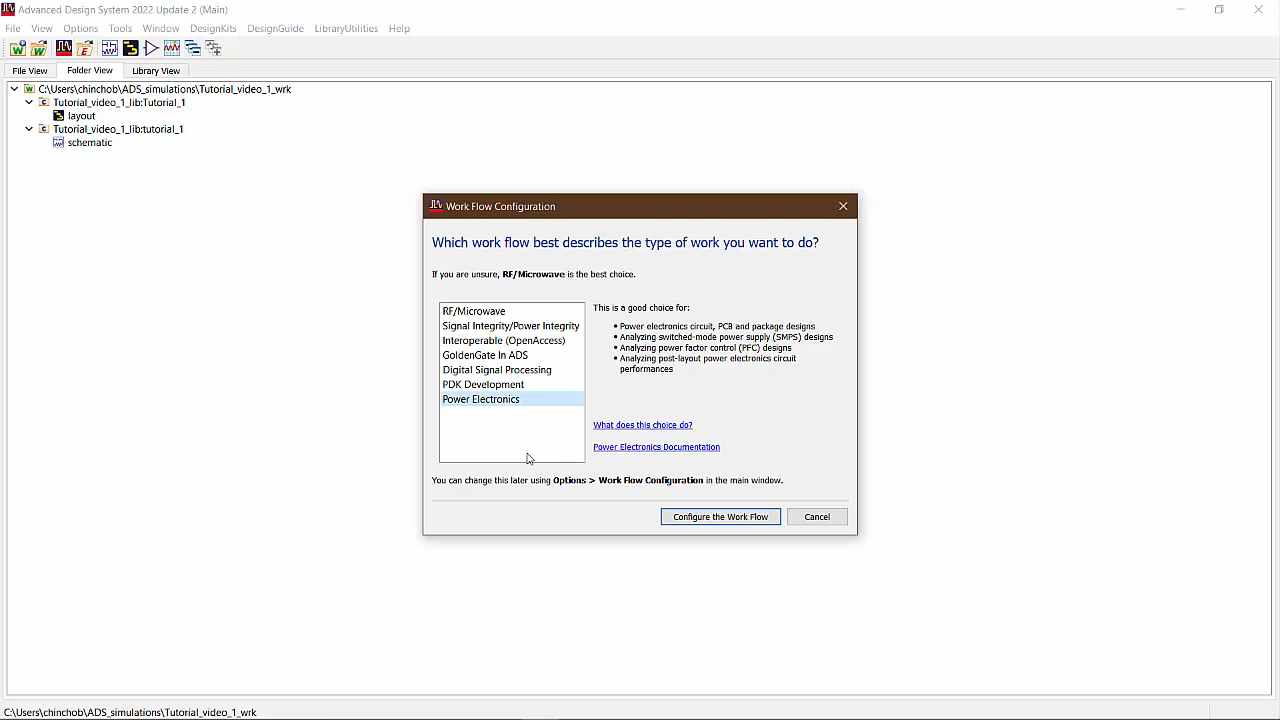 Advanced Design System 2022 Update 2 (Main)
File View Options Tools Window DesignKits DesignGuide LibraryUtilities Help
File View Folder View Library View
C:\Users\chinchob\ADS_simulations\Tutorial_video_1_wrk
Tutorial_video_1_lib:Tutorial_1
layout
Tutorial_video_1_lib:tutorial_1
schematic
Work Flow Configuration
Which work flow best describes the type of work you want to do?
If you are unsure, RF/Microwave is the best choice.
RF/Microwave
Signal Integrity/Power Integrity
Interoperable (OpenAccess)
GoldenGate In ADS
Digital Signal Processing
PDK Development
Power Electronics
This is a good choice for:
• Power electronics circuit, PCB and package designs
• Analyzing switched-mode power supply (SMPS) designs
• Analyzing power factor control (PFC) designs
• Analyzing post-layout power electronics circuit
performances
What does this choice do?
Power Electronics Documentation
You can change this later using Options > Work Flow Configuration in the main window.
Configure the Work Flow Cancel
C:\Users\chinchob\ADS_simulations\Tutorial_video_1_wrk